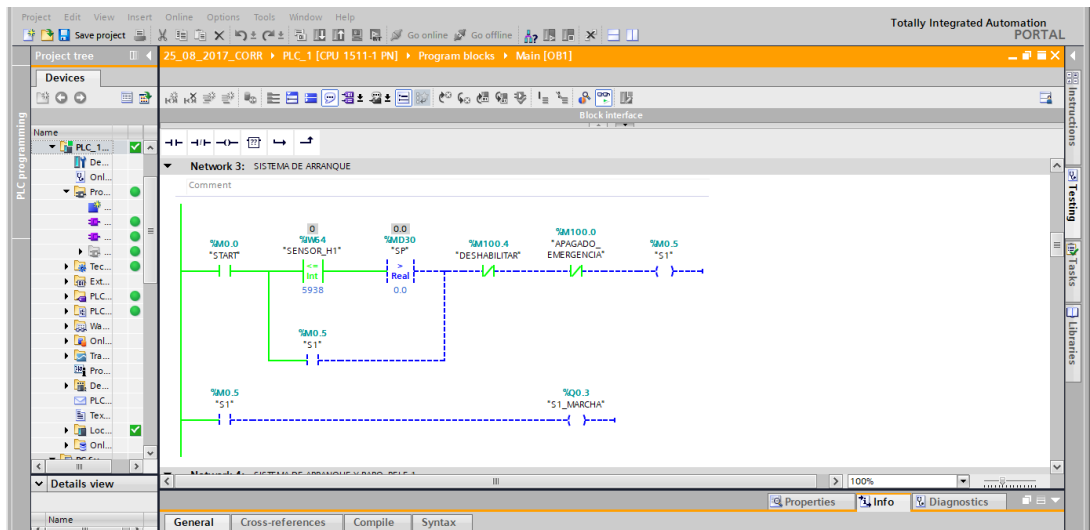 Project Edit View Insert Online Options Tools Window Help
Totally Integrated Automation
PORTAL
Save project
Go online
Go offline
Project tree
25_08_2017_CORR
PLC_1 [CPU 1511-1 PN]
Program blocks
Main [OB1]
Devices
Block interface
PLC programming
Name
PLC_1...
De...
Onl...
Pro...
...
...
...
...
Tec...
Ext...
PLC...
PLC...
Wa...
Onl...
Tra...
Pro...
De...
PLC...
Tex...
Loc...
Onl...
Network 3: SISTEMA DE ARRANQUE
Comment
0
%IW64
"SENSOR_H1"
<=
Int
5938
0.0
%MD30
"SP"
>
Real
0.0
%M0.0
"START"
%M100.4
"DESHABILITAR"
%M100.0
"APAGADO_
EMERGENCIA"
%M0.5
"S1"
%M0.5
"S1"
%M0.5
"S1"
%Q0.3
"S1_MARCHA"
100%
Details view
Name
Properties
Info
Diagnostics
General
Cross-references
Compile
Syntax
Instructions
Testing
Tasks
Libraries